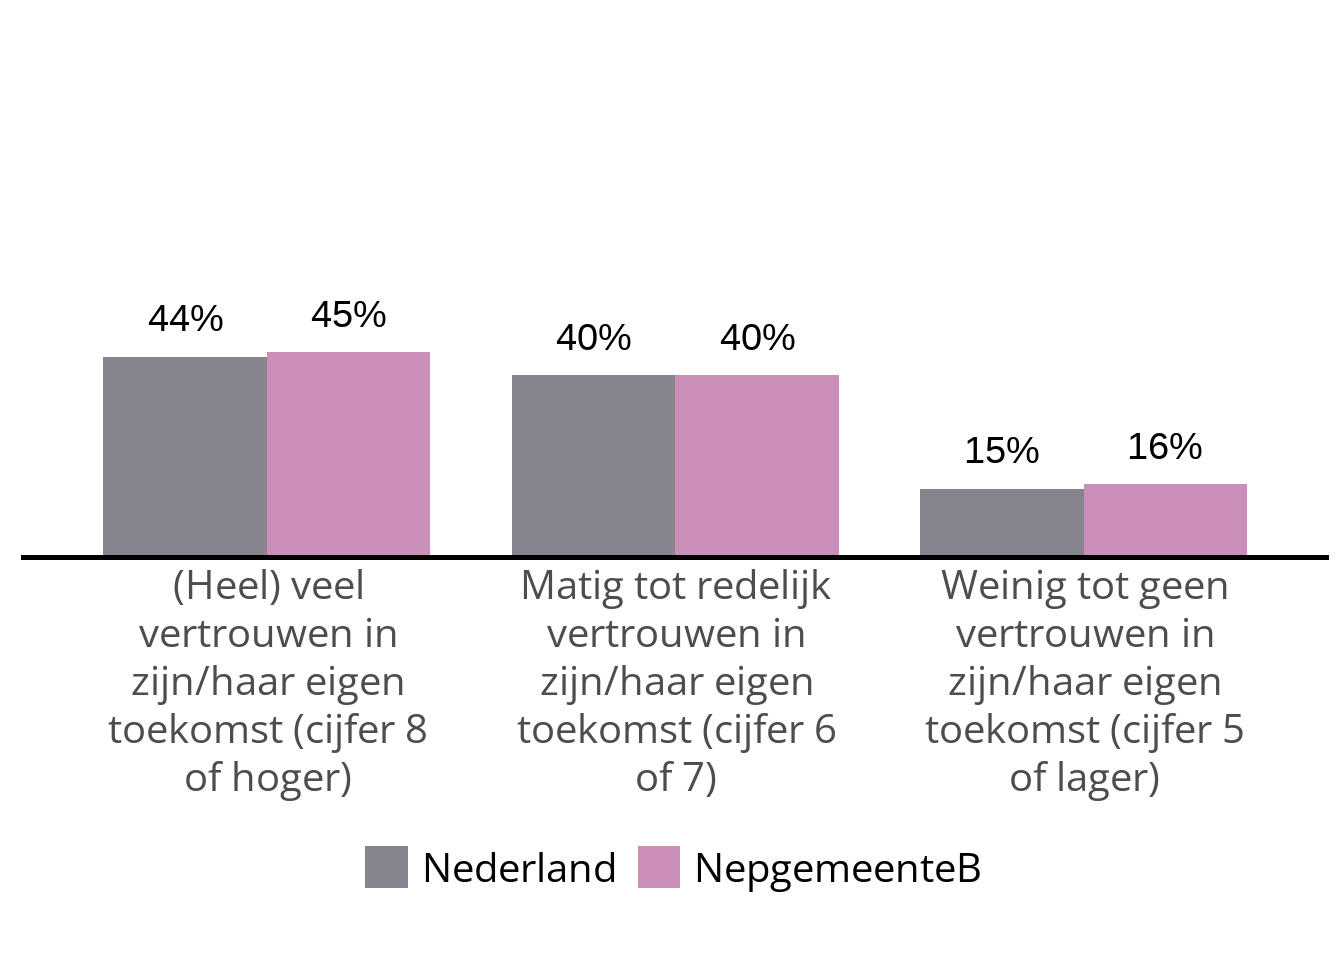 44% 45%
40% 40%
15% 16%
(Heel) veel
vertrouwen in
zijn/haar eigen
toekomst (cijfer 8
of hoger)
Matig tot redelijk
vertrouwen in
zijn/haar eigen
toekomst (cijfer 6
of 7)
Weinig tot geen
vertrouwen in
zijn/haar eigen
toekomst (cijfer 5
of lager)
Nederland NepgemeenteB